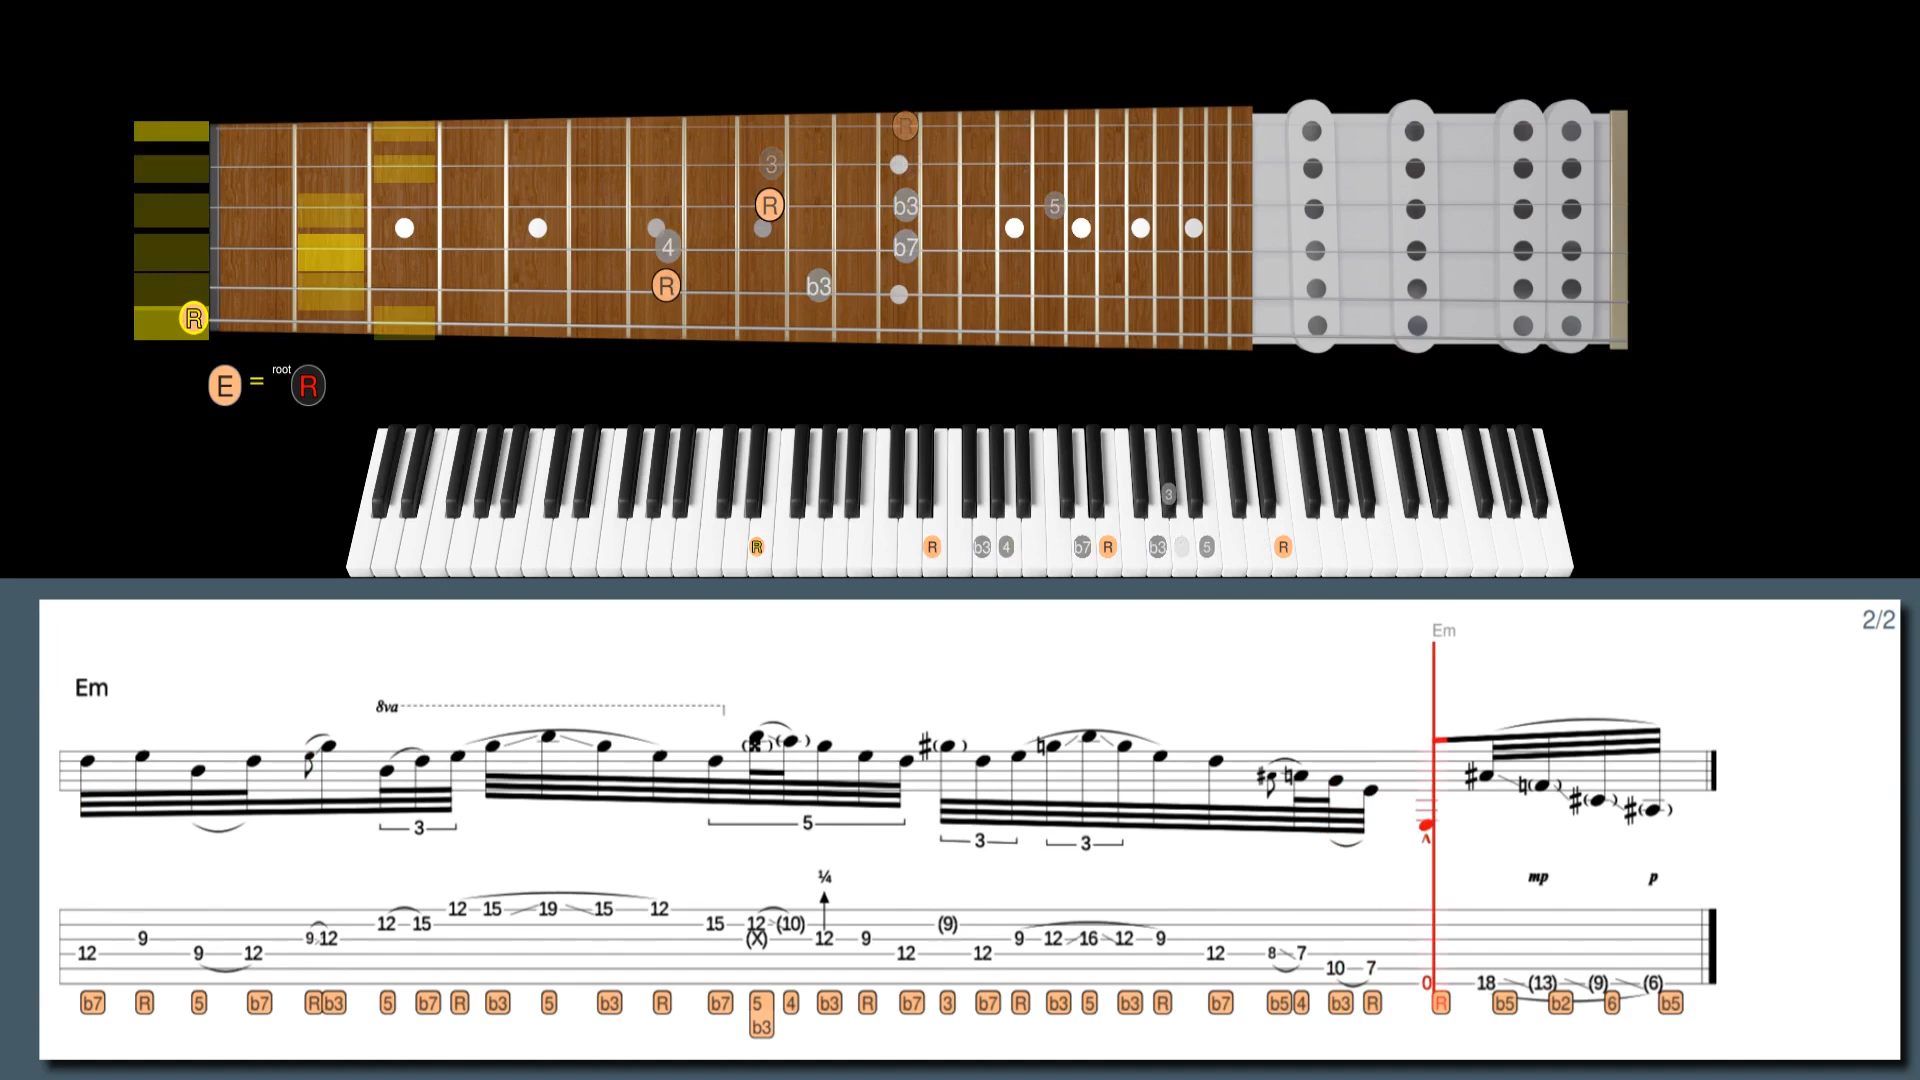 R
3
R
b3
5
4
b7
R
b3
R
E = root R
3
R
R
b3
4
b7
R
b3
5
R
2/2
Em
Em
8va
3
5
3
3
¼
mp
p
12 15 19 15 12
12 15 15 12 (10) (9)
9 9 12 (X) 12 9 9 12 16 12 9
12 9 12 12 12 12 8 7
10 7
0 18 (13) (9) (6)
b7 R 5 b7 R b3 5 b7 R b3 5 b3 R b7 5 4 b3 R b7 3 b7 R b3 5 b3 R b7 b5 4 b3 R R b5 b2 6 b5
b3